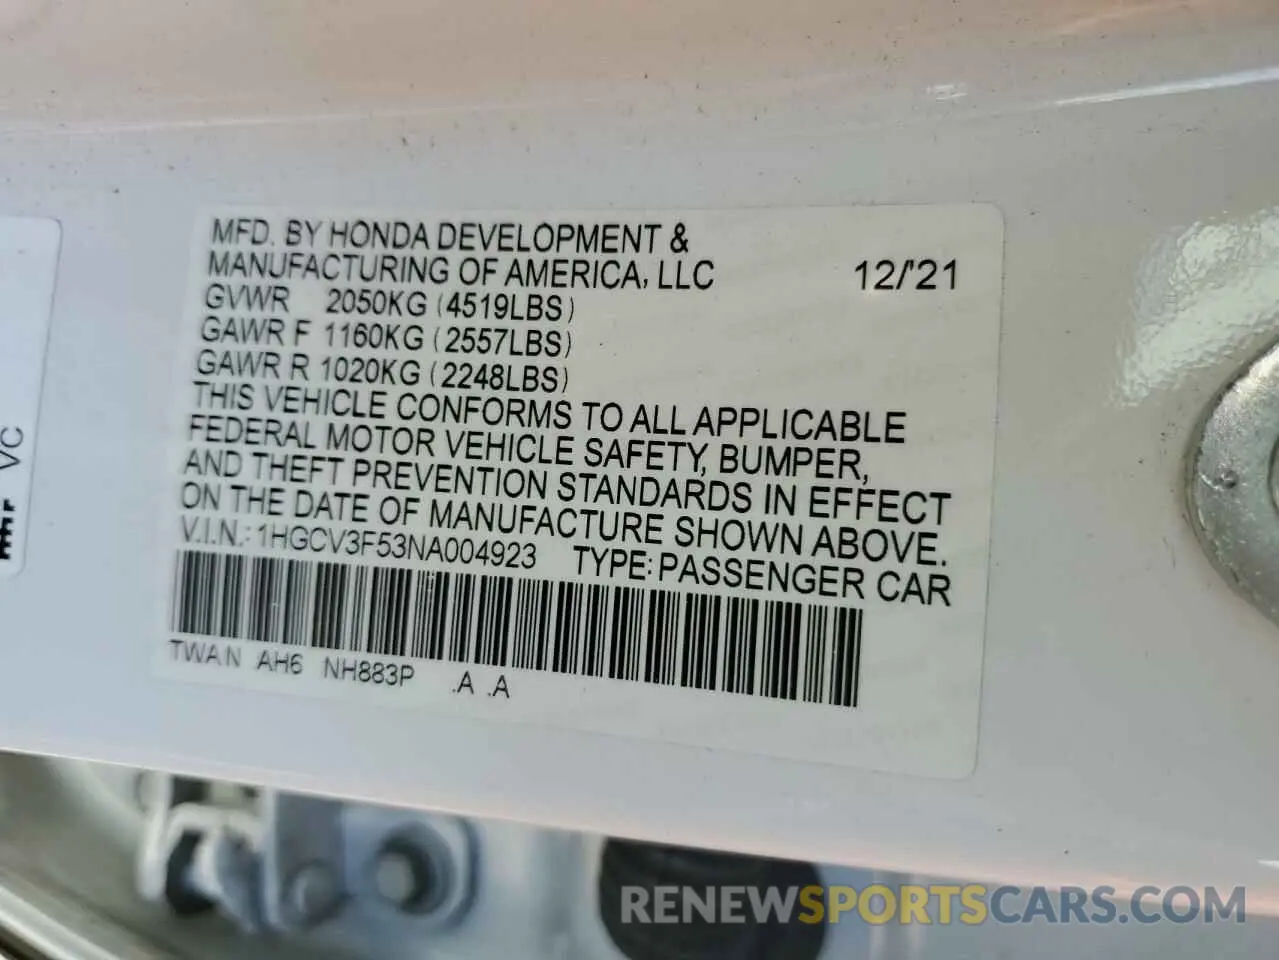 MFD. BY HONDA DEVELOPMENT &
MANUFACTURING OF AMERICA, LLC 12/'21
GVWR 2050KG (4519LBS)
GAWR F 1160KG (2557LBS)
GAWR R 1020KG (2248LBS)
THIS VEHICLE CONFORMS TO ALL APPLICABLE
FEDERAL MOTOR VEHICLE SAFETY, BUMPER,
AND THEFT PREVENTION STANDARDS IN EFFECT
ON THE DATE OF MANUFACTURE SHOWN ABOVE.
V.I.N.: 1HGCV3F53NA004923 TYPE: PASSENGER CAR
TWAN AH6 NH883P .A .A
VC
RENEWSPORTSCARS.COM